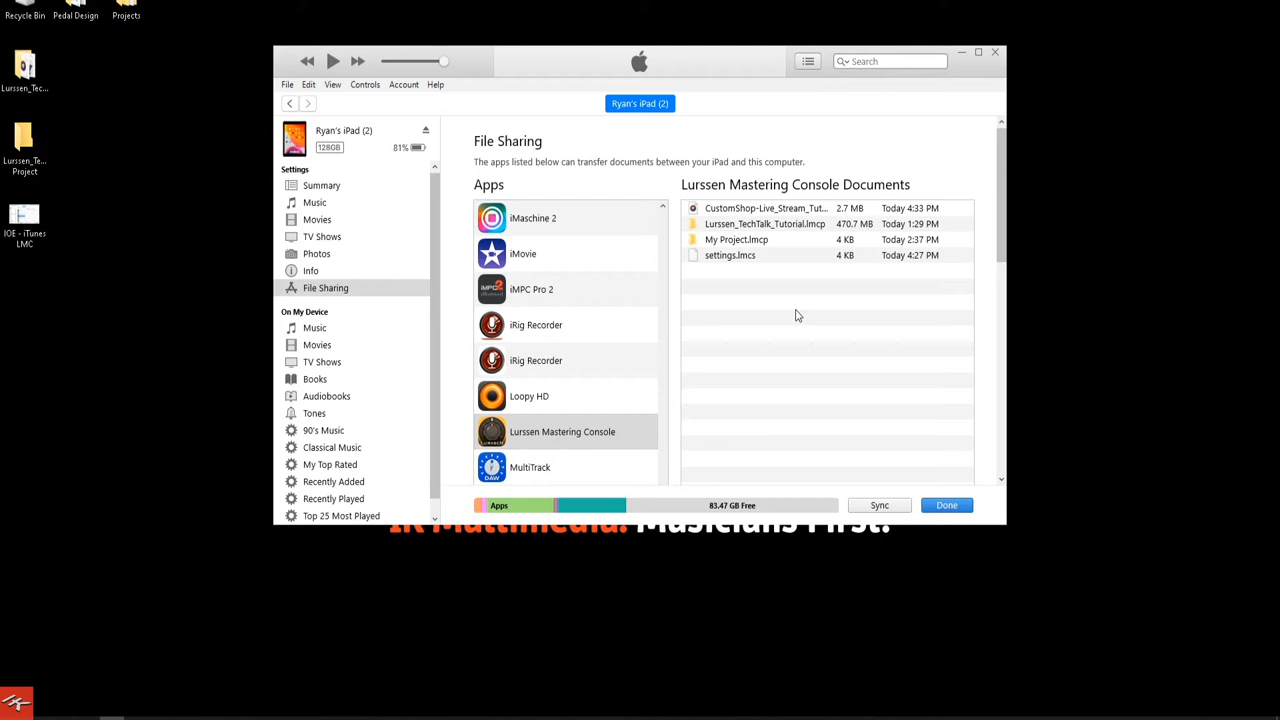 Recycle Bin
Pedal Design
Projects
Lurssen_Tec...
Lurssen_Te...
Project
IOE - iTunes
LMC
Search
File Edit View Controls Account Help
Ryan's iPad (2)
Ryan's iPad (2)
128GB
81%
Settings
Summary
Music
Movies
TV Shows
Photos
Info
File Sharing
On My Device
Music
Movies
TV Shows
Books
Audiobooks
Tones
90's Music
Classical Music
My Top Rated
Recently Added
Recently Played
Top 25 Most Played
File Sharing
The apps listed below can transfer documents between your iPad and this computer.
Apps
iMaschine 2
iMovie
iMPC Pro 2
iRig Recorder
iRig Recorder
Loopy HD
Lurssen Mastering Console
MultiTrack
Lurssen Mastering Console Documents
CustomShop-Live_Stream_Tut... 2.7 MB Today 4:33 PM
Lurssen_TechTalk_Tutorial.lmcp 470.7 MB Today 1:29 PM
My Project.lmcp 4 KB Today 2:37 PM
settings.lmcs 4 KB Today 4:27 PM
Apps
83.47 GB Free
Sync
Done
IK Multimedia. Musicians First.